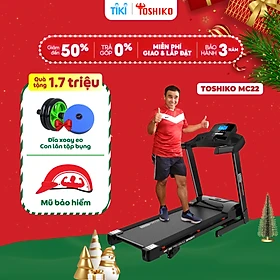 TIKI TOSHIKO
Giảm đến 50%
TRẢ GÓP 0%
MIỄN PHÍ
GIAO & LẮP ĐẶT
BẢO HÀNH 3 NĂM
Quà tặng 1.7 triệu
TOSHIKO MC22
Đĩa xoay eo
Con lăn tập bụng
Mũ bảo hiểm